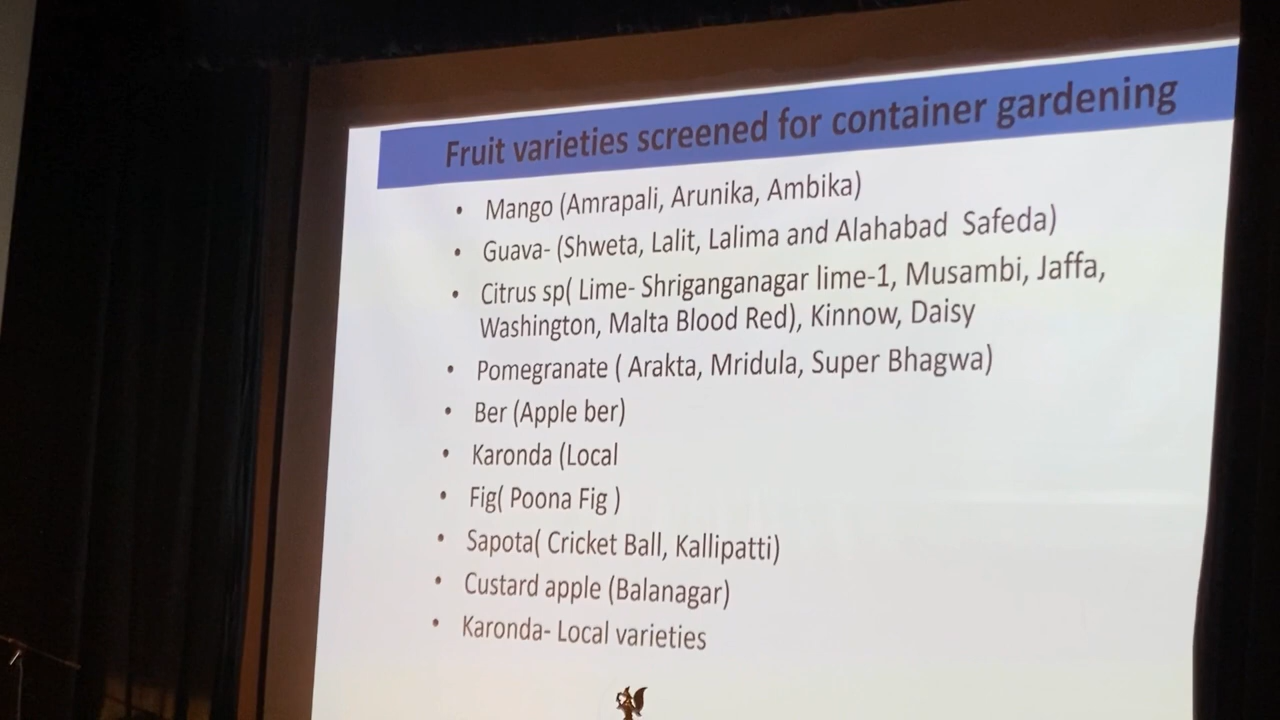 Fruit varieties screened for container gardening
• Mango (Amrapali, Arunika, Ambika)
• Guava- (Shweta, Lalit, Lalima and Alahabad Safeda)
• Citrus sp( Lime- Shriganganagar lime-1, Musambi, Jaffa,
Washington, Malta Blood Red), Kinnow, Daisy
• Pomegranate ( Arakta, Mridula, Super Bhagwa)
• Ber (Apple ber)
• Karonda (Local
• Fig( Poona Fig )
• Sapota( Cricket Ball, Kallipatti)
• Custard apple (Balanagar)
• Karonda- Local varieties